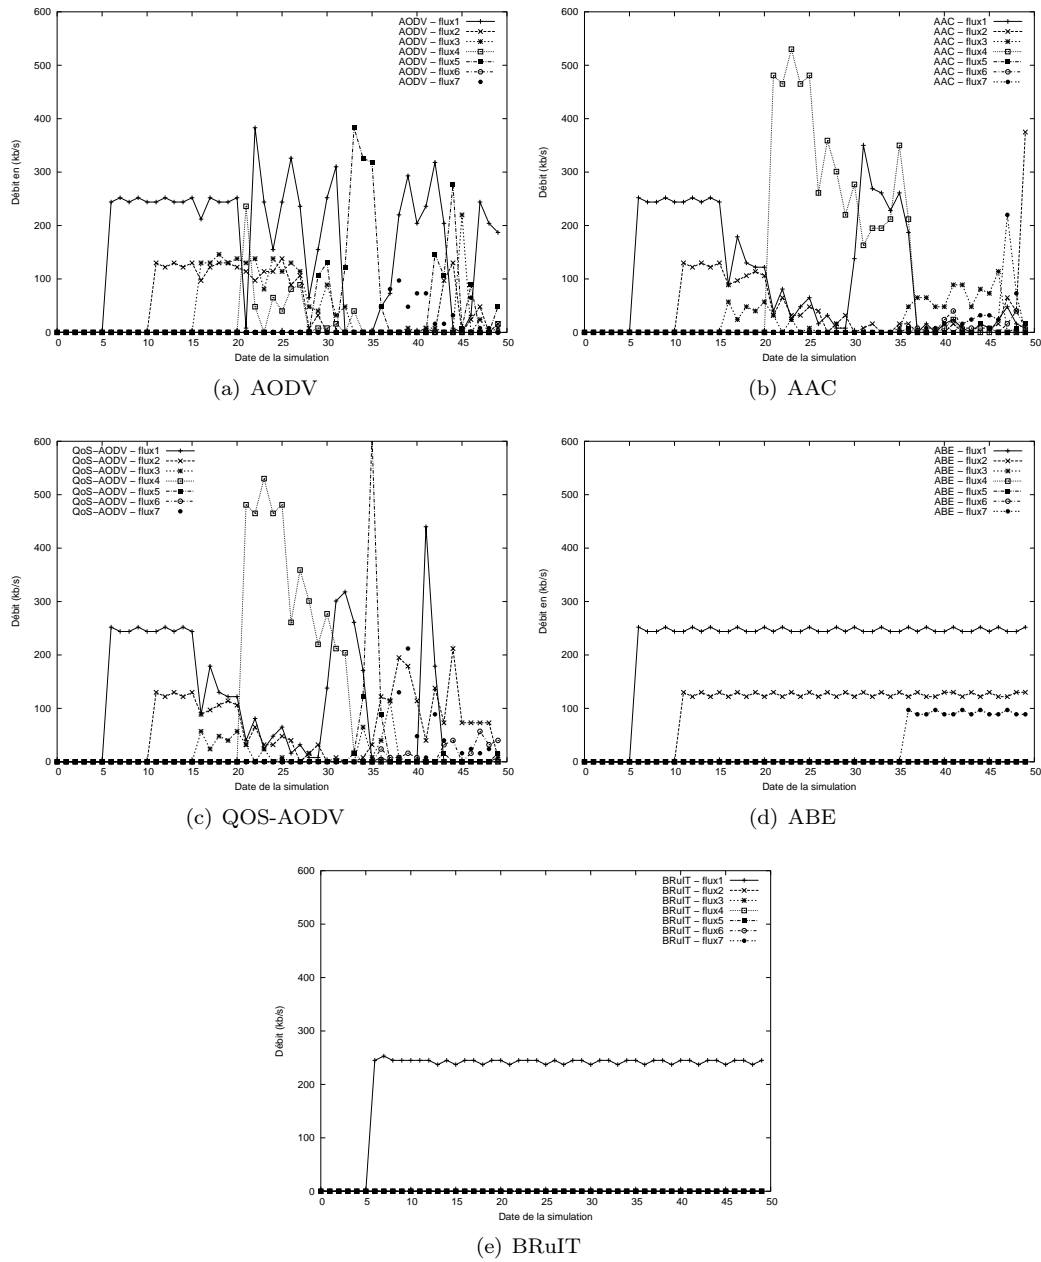 600
500
400
300
200
100
0
Débit en (kb/s)
AODV – flux1
AODV – flux2
AODV – flux3
AODV – flux4
AODV – flux5
AODV – flux6
AODV – flux7
0 5 10 15 20 25 30 35 40 45 50
Date de la simulation
(a) AODV
600
500
400
300
200
100
0
Débit en (kb/s)
AAC – flux1
AAC – flux2
AAC – flux3
AAC – flux4
AAC – flux5
AAC – flux6
AAC – flux7
0 5 10 15 20 25 30 35 40 45 50
Date de la simulation
(b) AAC
600
500
400
300
200
100
0
Débit (kb/s)
QoS–AODV – flux1
QoS–AODV – flux2
QoS–AODV – flux3
QoS–AODV – flux4
QoS–AODV – flux5
QoS–AODV – flux6
QoS–AODV – flux7
0 5 10 15 20 25 30 35 40 45 50
Date de la simulation
(c) QOS-AODV
600
500
400
300
200
100
0
Débit en (kb/s)
ABE – flux1
ABE – flux2
ABE – flux3
ABE – flux4
ABE – flux5
ABE – flux6
ABE – flux7
0 5 10 15 20 25 30 35 40 45 50
Date de la simulation
(d) ABE
600
500
400
300
200
100
0
Débit (kb/s)
BRuIT – flux1
BRuIT – flux2
BRuIT – flux3
BRuIT – flux4
BRuIT – flux5
BRuIT – flux6
BRuIT – flux7
0 5 10 15 20 25 30 35 40 45 50
Date de la simulation
(e) BRuIT